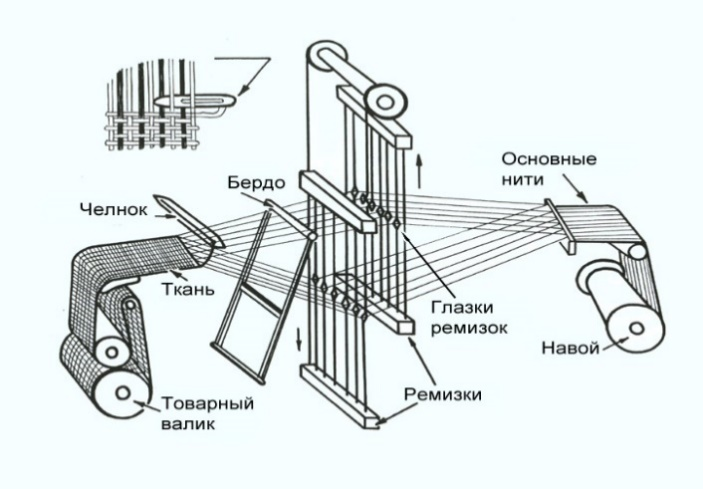 Основные
нити
Бердо
Челнок
Ткань
Глазки
ремизок
Навой
Ремизки
Товарный
валик